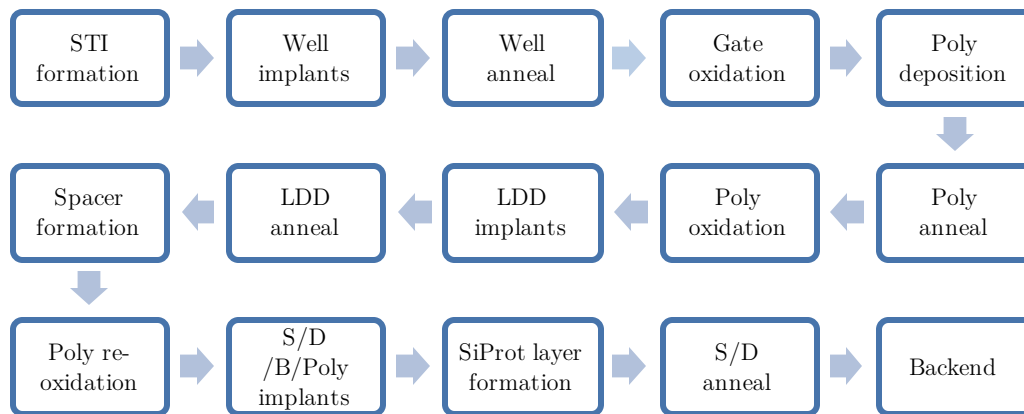 STI
formation
Well
implants
Well
anneal
Gate
oxidation
Poly
deposition
Poly
anneal
Poly
oxidation
LDD
implants
LDD
anneal
Spacer
formation
Poly re-
oxidation
S/D
/B/Poly
implants
SiProt layer
formation
S/D
anneal
Backend